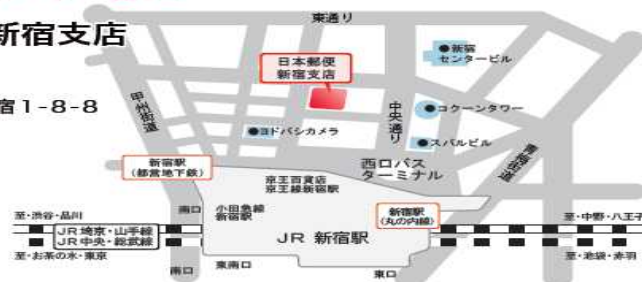 新宿支店
宿1-8-8
東通り
日本郵便
新宿支店
●新宿
センタービル
甲州街道
中央通り
●コクーンタワー
●ヨドバシカメラ
●スバルビル
青梅街道
西口バス
ターミナル
新宿駅
(都営地下鉄)
京王百貨店
京王線新宿駅
南口
小田急線
新宿駅
新宿駅
(丸の内線)
至・渋谷・品川
至・中野・八王子
JR埼京・山手線
JR中央・総武線
JR 新宿駅
至・お茶の水・東京
至・池袋・赤羽
南口
東南口
東口